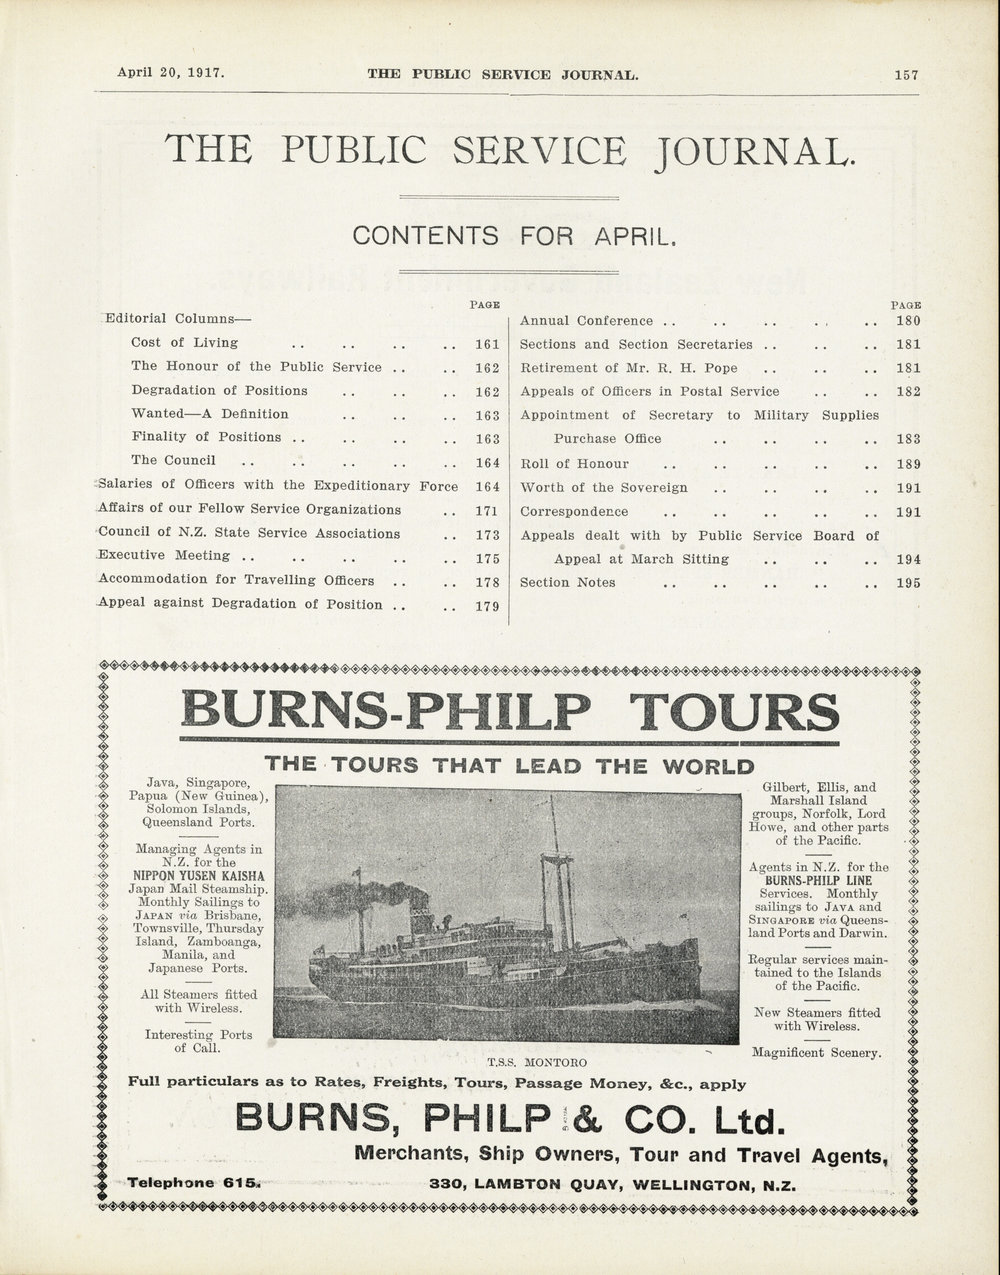 April 20, 1917.
THE PUBLIC SERVICE JOURNAL.
157
THE PUBLIC SERVICE JOURNAL.
CONTENTS FOR APRIL.
PAGE
Editorial Columns—
Cost of Living .. .. .. .. 161
The Honour of the Public Service .. .. 162
Degradation of Positions .. .. .. 162
Wanted—A Definition .. .. .. 163
Finality of Positions .. .. .. .. 163
The Council .. .. .. .. .. 164
Salaries of Officers with the Expeditionary Force 164
Affairs of our Fellow Service Organizations .. 171
Council of N.Z. State Service Associations .. 173
Executive Meeting .. .. .. .. .. 175
Accommodation for Travelling Officers .. .. 178
Appeal against Degradation of Position .. .. 179
PAGE
Annual Conference .. .. .. .. .. 180
Sections and Section Secretaries .. .. .. 181
Retirement of Mr. R. H. Pope .. .. .. 181
Appeals of Officers in Postal Service .. .. 182
Appointment of Secretary to Military Supplies
Purchase Office .. .. .. .. 183
Roll of Honour .. .. .. .. .. 189
Worth of the Sovereign .. .. .. .. 191
Correspondence .. .. .. .. .. 191
Appeals dealt with by Public Service Board of
Appeal at March Sitting .. .. .. 194
Section Notes .. .. .. .. .. 195
BURNS-PHILP TOURS
THE TOURS THAT LEAD THE WORLD
Java, Singapore,
Papua (New Guinea),
Solomon Islands,
Queensland Ports.
Managing Agents in
N.Z. for the
NIPPON YUSEN KAISHA
Japan Mail Steamship.
Monthly Sailings to
JAPAN via Brisbane,
Townsville, Thursday
Island, Zamboanga,
Manila, and
Japanese Ports.
All Steamers fitted
with Wireless.
Interesting Ports
of Call.
Gilbert, Ellis, and
Marshall Island
groups, Norfolk, Lord
Howe, and other parts
of the Pacific.
Agents in N.Z. for the
BURNS-PHILP LINE
Services. Monthly
sailings to JAVA and
SINGAPORE via Queens-
land Ports and Darwin.
Regular services main-
tained to the Islands
of the Pacific.
New Steamers fitted
with Wireless.
Magnificent Scenery.
T.S.S. MONTORO
Full particulars as to Rates, Freights, Tours, Passage Money, &c., apply
BURNS, PHILP & CO. Ltd.
Merchants, Ship Owners, Tour and Travel Agents,
Telephone 615.
330, LAMBTON QUAY, WELLINGTON, N.Z.